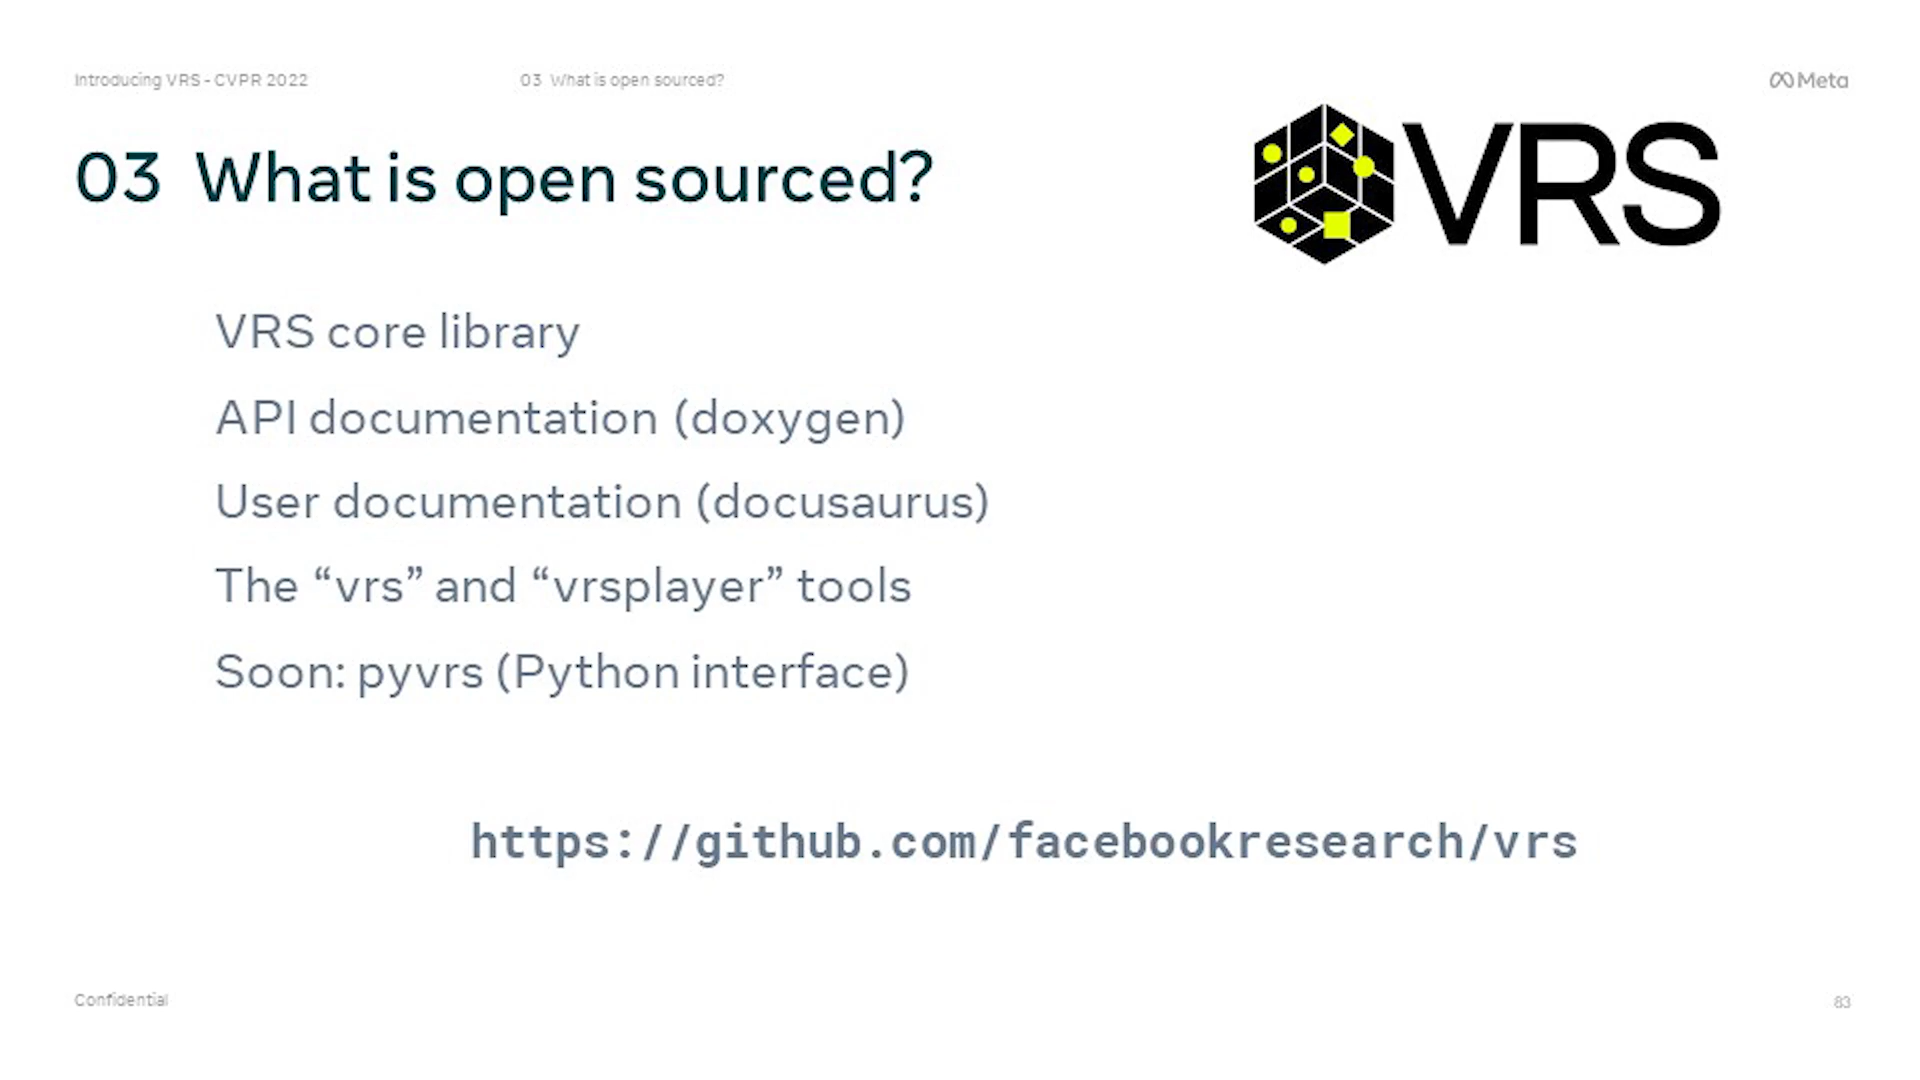 Introducing VRS - CVPR 2022
03 What is open sourced?
Meta
03 What is open sourced?
VRS
VRS core library
API documentation (doxygen)
User documentation (docusaurus)
The “vrs” and “vrsplayer” tools
Soon: pyvrs (Python interface)
https://github.com/facebookresearch/vrs
Confidential
83